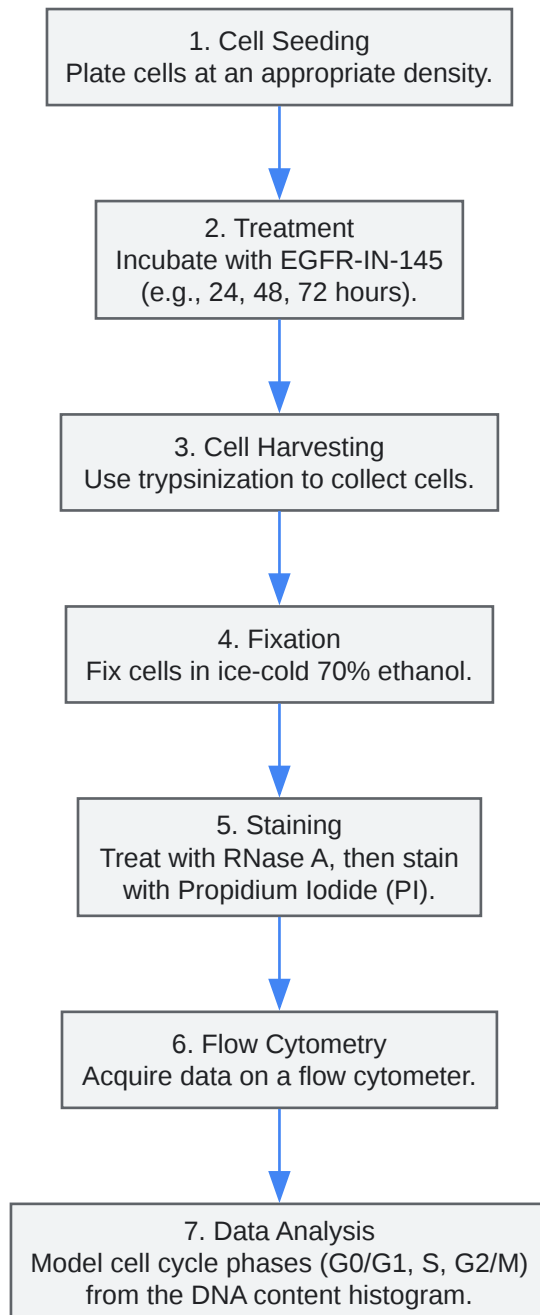 1. Cell Seeding
Plate cells at an appropriate density.
2. Treatment
Incubate with EGFR-IN-145
(e.g., 24, 48, 72 hours).
3. Cell Harvesting
Use trypsinization to collect cells.
4. Fixation
Fix cells in ice-cold 70% ethanol.
5. Staining
Treat with RNase A, then stain
with Propidium Iodide (PI).
6. Flow Cytometry
Acquire data on a flow cytometer.
7. Data Analysis
Model cell cycle phases (G0/G1, S, G2/M)
from the DNA content histogram.